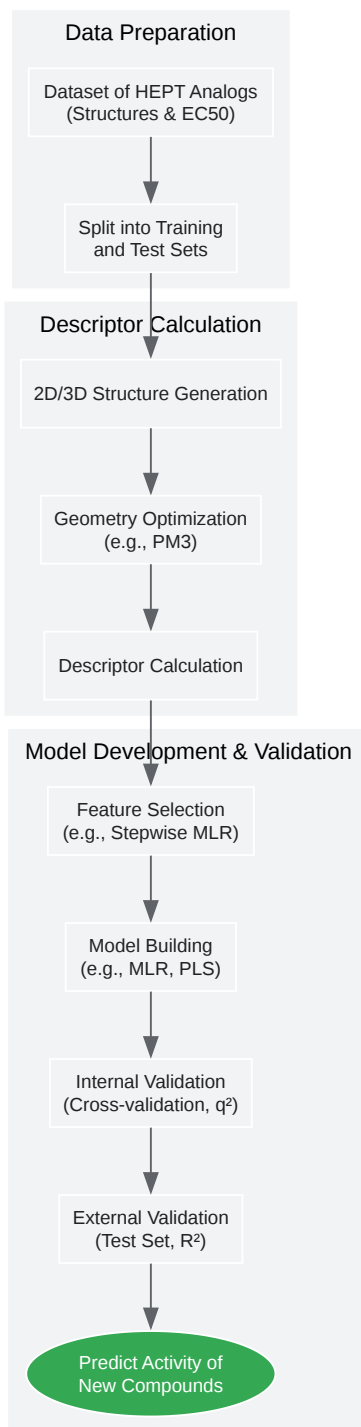 Data Preparation
Dataset of HEPT Analogs
(Structures & EC50)
Split into Training
and Test Sets
Descriptor Calculation
2D/3D Structure Generation
Geometry Optimization
(e.g., PM3)
Descriptor Calculation
Model Development & Validation
Feature Selection
(e.g., Stepwise MLR)
Model Building
(e.g., MLR, PLS)
Internal Validation
(Cross-validation, q²)
External Validation
(Test Set, R²)
Predict Activity of
New Compounds